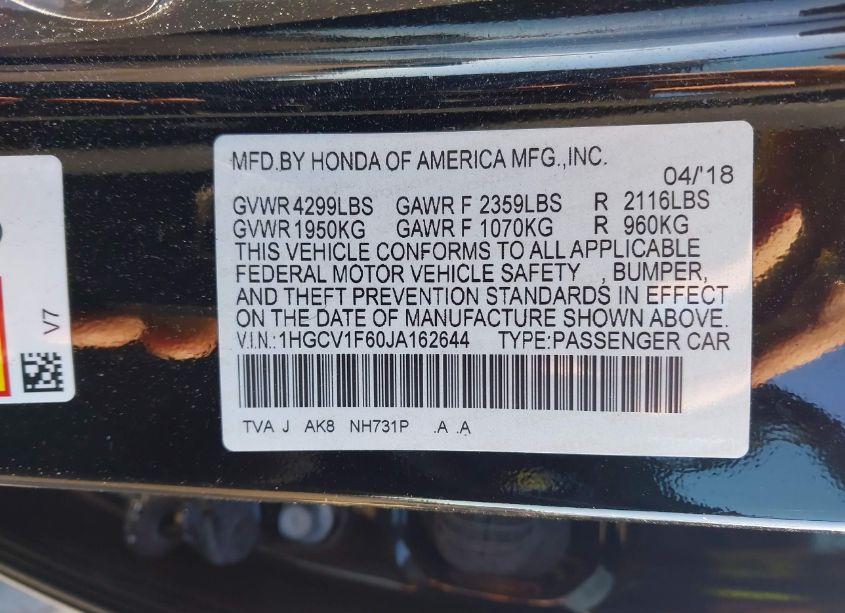 MFD.BY HONDA OF AMERICA MFG.,INC.
04/'18
GVWR 4299LBS GAWR F 2359LBS R 2116LBS
GVWR 1950KG GAWR F 1070KG R 960KG
THIS VEHICLE CONFORMS TO ALL APPLICABLE
FEDERAL MOTOR VEHICLE SAFETY , BUMPER,
AND THEFT PREVENTION STANDARDS IN EFFECT
ON THE DATE OF MANUFACTURE SHOWN ABOVE.
V.I.N.:1HGCV1F60JA162644 TYPE:PASSENGER CAR
TVA J AK8 NH731P .A .A
V7